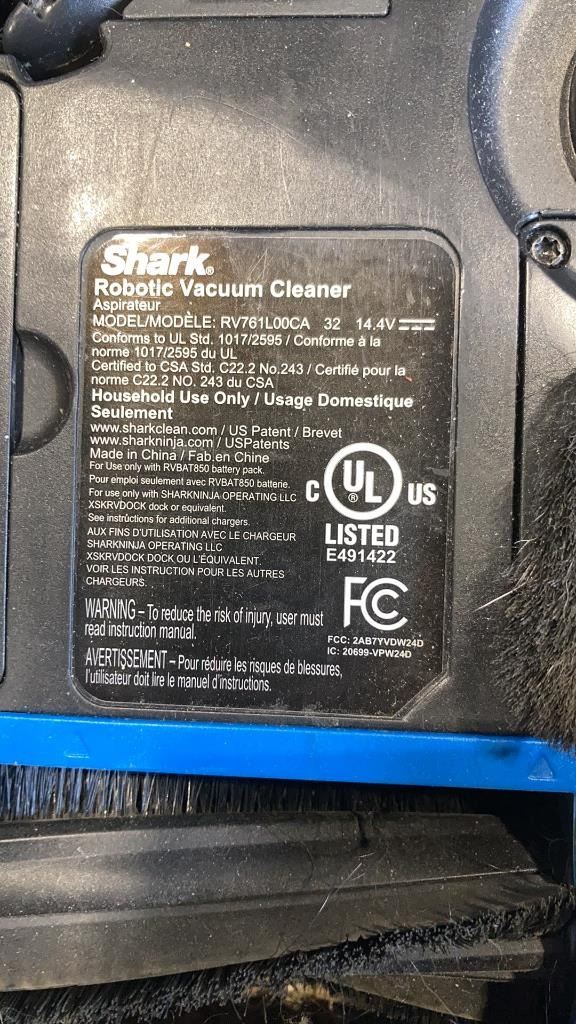 Shark®
Robotic Vacuum Cleaner
Aspirateur
MODEL/MODÈLE: RV761L00CA 32 14.4V
Conforms to UL Std. 1017/2595 / Conforme à la
norme 1017/2595 du UL
Certified to CSA Std. C22.2 No.243 / Certifié pour la
norme C22.2 NO. 243 du CSA
Household Use Only / Usage Domestique
Seulement
www.sharkclean.com / US Patent / Brevet
www.sharkninja.com / USPatents
Made in China / Fab.en Chine
For Use only with RVBAT850 battery pack.
Pour emploi seulement avec RVBAT850 batterie.
For use only with SHARKNINJA OPERATING LLC
XSKRVDOCK dock or equivalent.
See instructions for additional chargers.
AUX FINS D'UTILISATION AVEC LE CHARGEUR
SHARKNINJA OPERATING LLC
XSKRVDOCK DOCK OU L'ÉQUIVALENT.
VOIR LES INSTRUCTION POUR LES AUTRES
CHARGEURS.
C UL® US
LISTED
E491422
FC
FCC: 2AB7YVDW24D
IC: 20699-VPW24D
WARNING – To reduce the risk of injury, user must
read instruction manual.
AVERTISSEMENT – Pour réduire les risques de blessures,
l'utilisateur doit lire le manuel d'instructions.